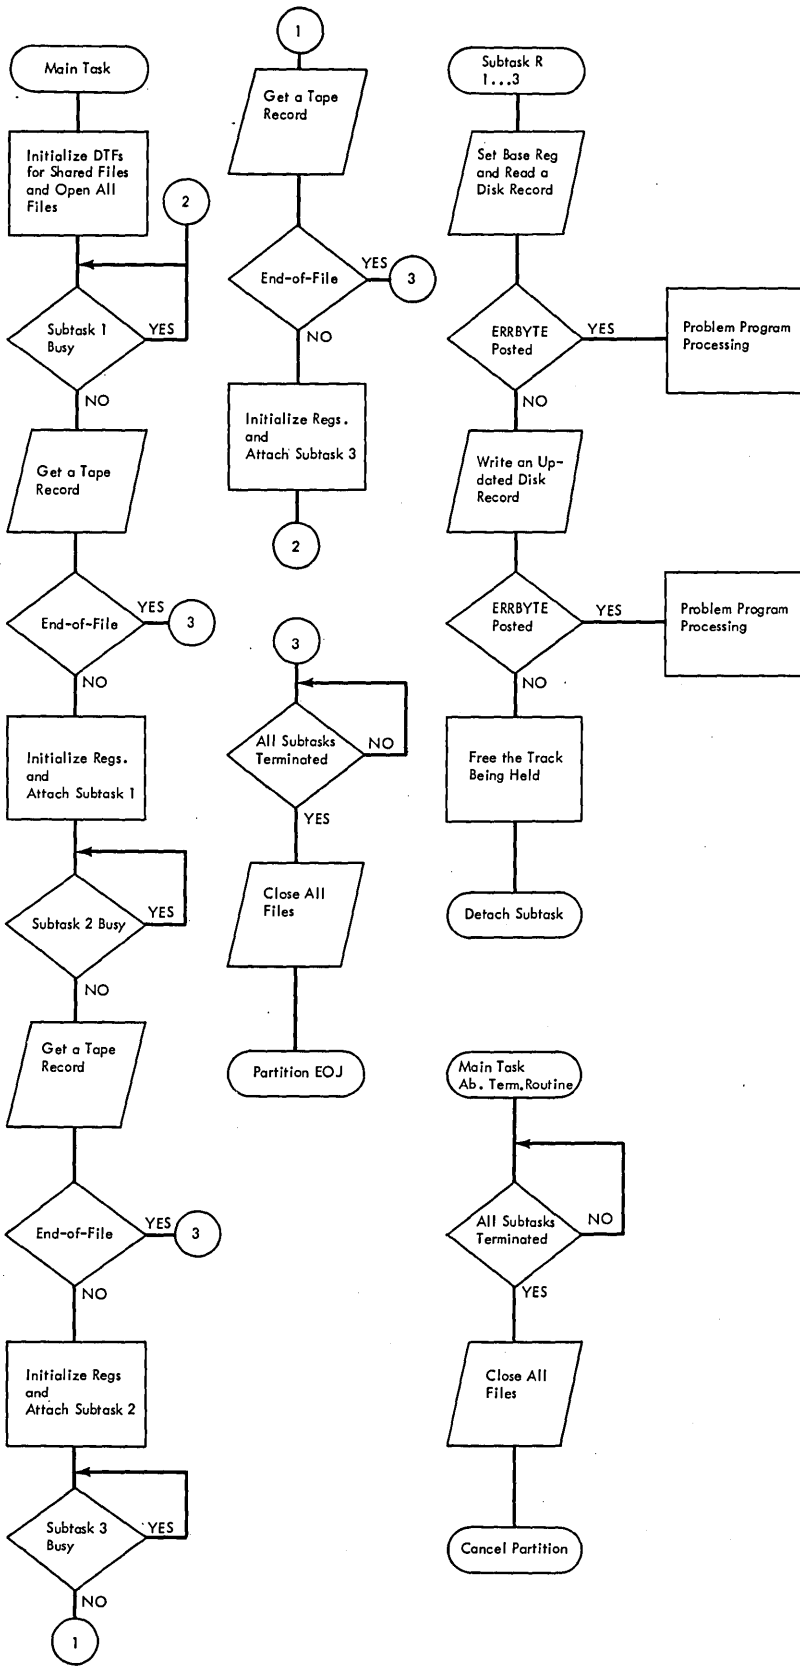 Main Task
Initialize DTFs
for Shared Files
and Open All
Files
2
Subtask 1
Busy
YES
NO
Get a Tape
Record
End-of-File
YES
3
NO
Initialize Regs.
and
Attach Subtask 1
Subtask 2 Busy
YES
NO
Get a Tape
Record
End-of-File
YES
3
NO
Initialize Regs
and
Attach Subtask 2
Subtask 3
Busy
YES
NO
1
1
Get a Tape
Record
End-of-File
YES
3
NO
Initialize Regs.
and
Attach Subtask 3
2
3
All Subtasks
Terminated
NO
YES
Close All
Files
Partition EOJ
Subtask R
1...3
Set Base Reg
and Read a
Disk Record
ERRBYTE
Posted
YES
Problem Program
Processing
NO
Write an Up-
dated Disk
Record
ERRBYTE
Posted
YES
Problem Program
Processing
NO
Free the Track
Being Held
Detach Subtask
Main Task
Ab. Term. Routine
All Subtasks
Terminated
NO
YES
Close All
Files
Cancel Partition